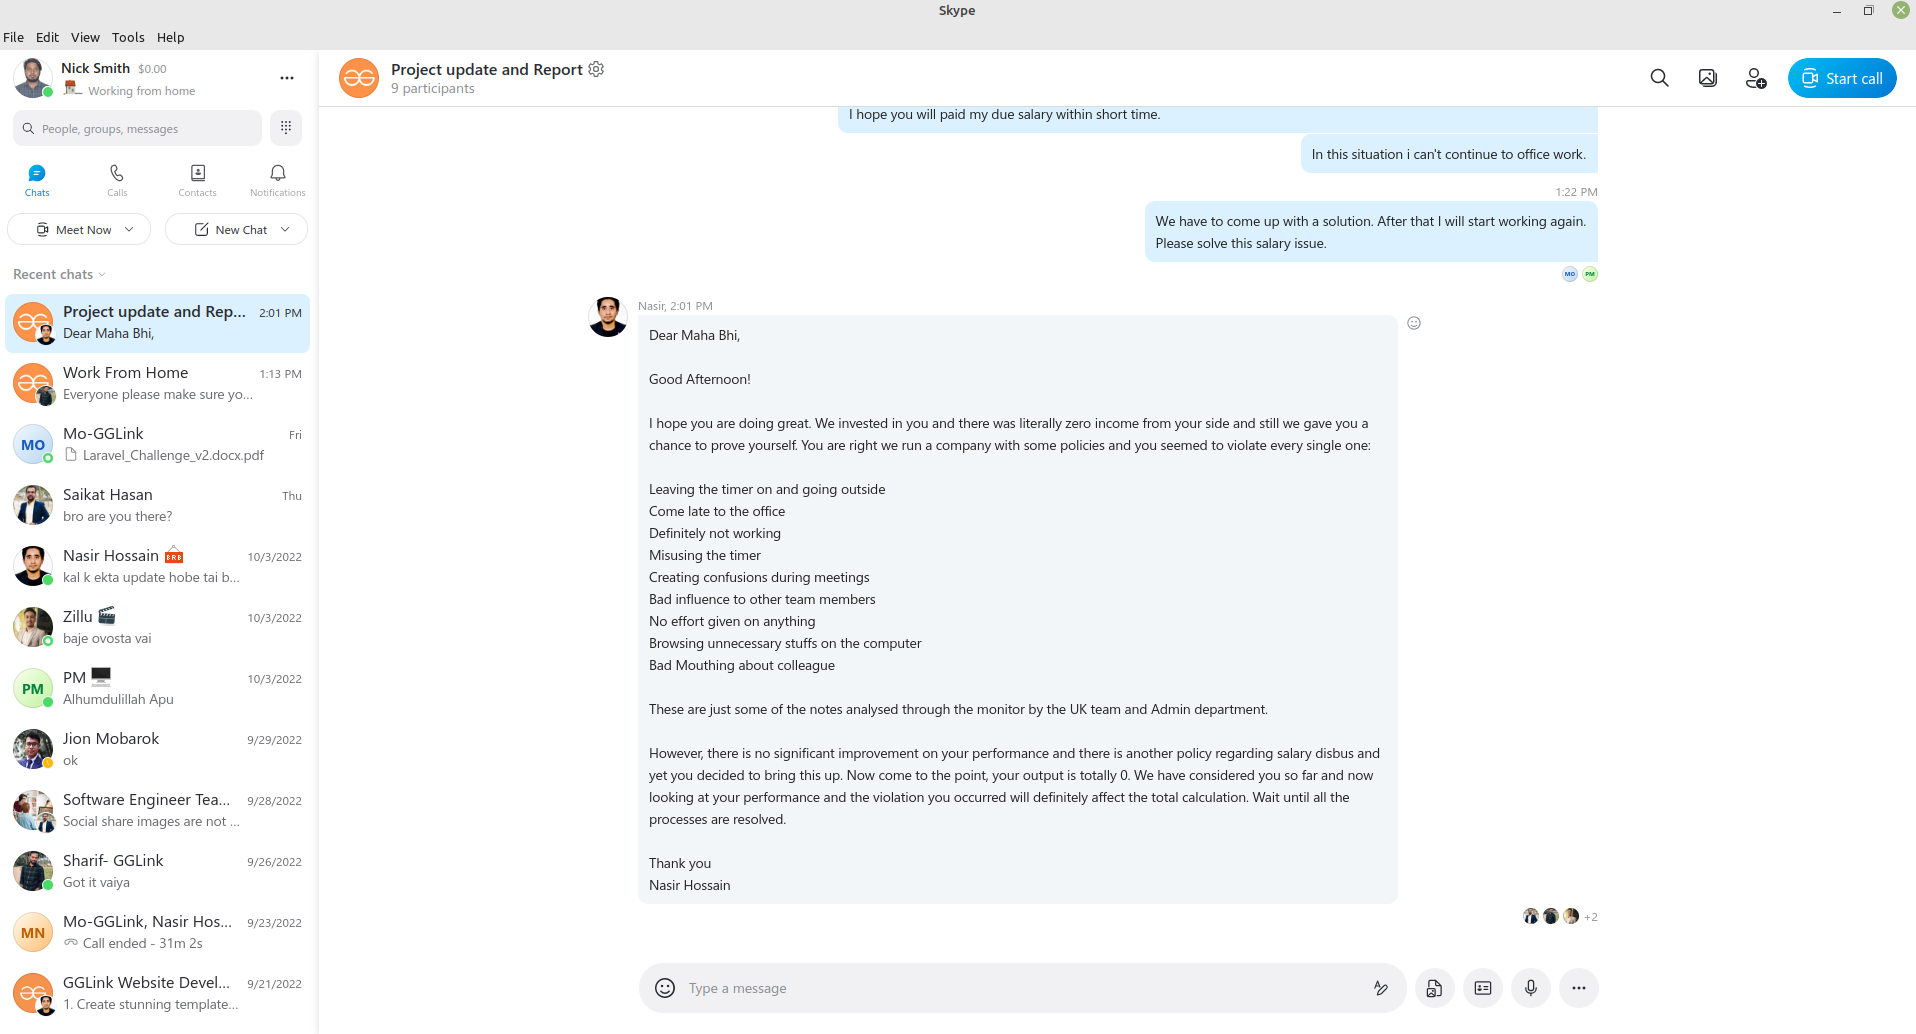 Skype
File Edit View Tools Help
Nick Smith $0.00
Working from home
People, groups, messages
Chats Calls Contacts Notifications
Meet Now New Chat
Recent chats
Project update and Rep... 2:01 PM
Dear Maha Bhi,
Work From Home 1:13 PM
Everyone please make sure yo...
MO
Mo-GGLink Fri
Laravel_Challenge_v2.docx.pdf
Saikat Hasan Thu
bro are you there?
Nasir Hossain BRB 10/3/2022
kal k ekta update hobe tai b...
Zillu 10/3/2022
baje ovosta vai
PM
PM 10/3/2022
Alhumdulillah Apu
Jion Mobarok 9/29/2022
ok
Software Engineer Tea... 9/28/2022
Social share images are not ...
Sharif- GGLink 9/26/2022
Got it vaiya
MN
Mo-GGLink, Nasir Hos... 9/23/2022
Call ended - 31m 2s
GGLink Website Devel... 9/21/2022
1. Create stunning template...
Project update and Report
9 participants
Start call
I hope you will paid my due salary within short time.
In this situation i can't continue to office work.
1:22 PM
We have to come up with a solution. After that I will start working again.
Please solve this salary issue.
MO PM
Nasir, 2:01 PM
Dear Maha Bhi,
Good Afternoon!
I hope you are doing great. We invested in you and there was literally zero income from your side and still we gave you a
chance to prove yourself. You are right we run a company with some policies and you seemed to violate every single one:
Leaving the timer on and going outside
Come late to the office
Definitely not working
Misusing the timer
Creating confusions during meetings
Bad influence to other team members
No effort given on anything
Browsing unnecessary stuffs on the computer
Bad Mouthing about colleague
These are just some of the notes analysed through the monitor by the UK team and Admin department.
However, there is no significant improvement on your performance and there is another policy regarding salary disbus and
yet you decided to bring this up. Now come to the point, your output is totally 0. We have considered you so far and now
looking at your performance and the violation you occurred will definitely affect the total calculation. Wait until all the
processes are resolved.
Thank you
Nasir Hossain
+2
Type a message